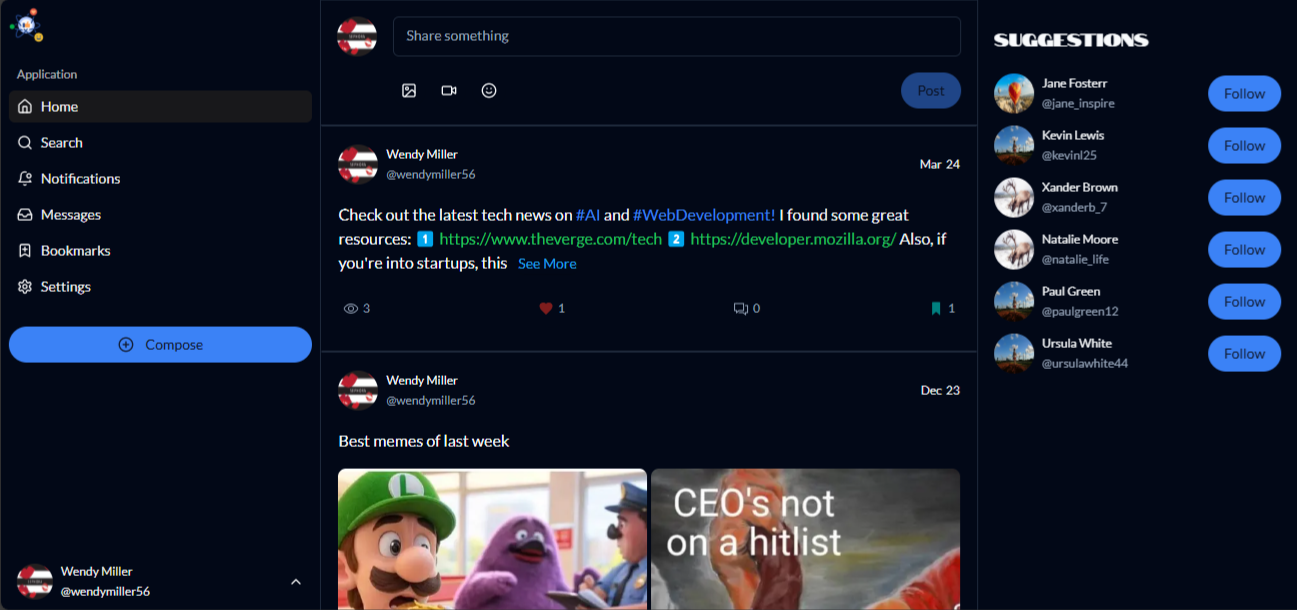 Application
Home
Search
Notifications
Messages
Bookmarks
Settings
Compose
Wendy Miller
@wendymiller56
Share something
Post
Wendy Miller
@wendymiller56
Mar 24
Check out the latest tech news on #AI and #WebDevelopment! I found some great
resources: 1️⃣ https://www.theverge.com/tech 2️⃣ https://developer.mozilla.org/ Also, if
you're into startups, this See More
3 1 0 1
Wendy Miller
@wendymiller56
Dec 23
Best memes of last week
L
CEO's not
on a hitlist
SUGGESTIONS
Jane Fosterr
@jane_inspire
Follow
Kevin Lewis
@kevinl25
Follow
Xander Brown
@xanderb_7
Follow
Natalie Moore
@natalie_life
Follow
Paul Green
@paulgreen12
Follow
Ursula White
@ursulawhite44
Follow